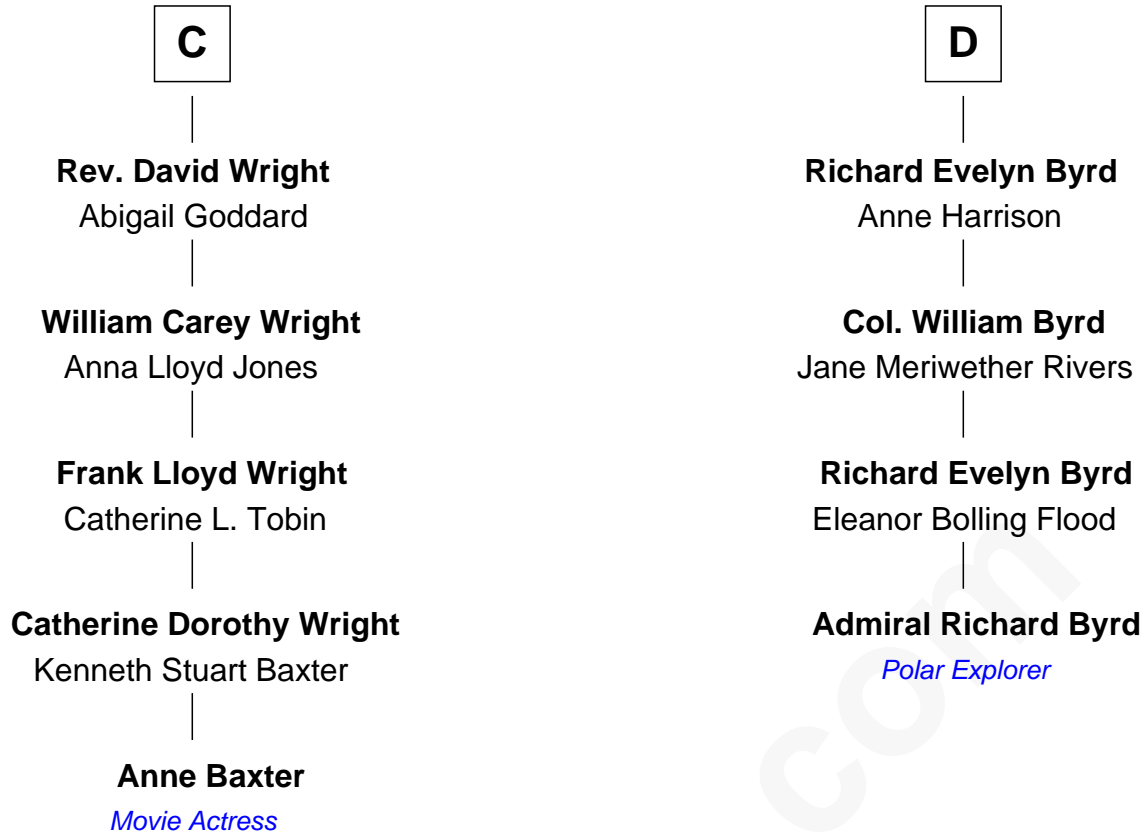 C
Rev. David Wright
Abigail Goddard
William Carey Wright
Anna Lloyd Jones
Frank Lloyd Wright
Catherine L. Tobin
Catherine Dorothy Wright
Kenneth Stuart Baxter
Anne Baxter
Movie Actress
D
Richard Evelyn Byrd
Anne Harrison
Col. William Byrd
Jane Meriwether Rivers
Richard Evelyn Byrd
Eleanor Bolling Flood
Admiral Richard Byrd
Polar Explorer
com